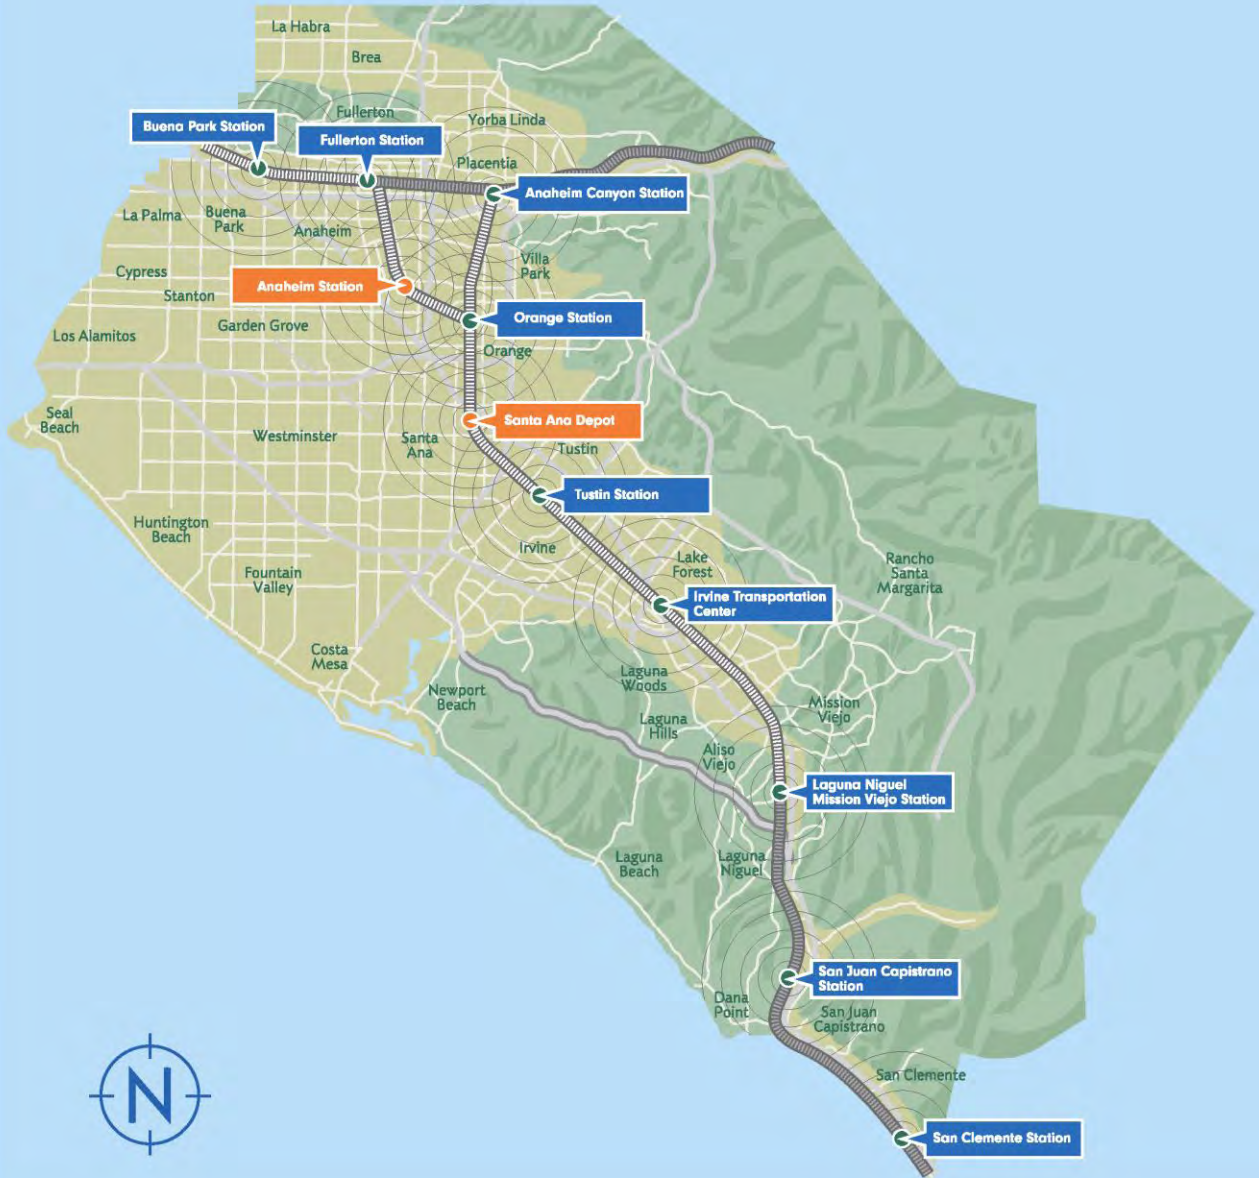 La Habra
Brea
Fullerton
Yorba Linda
Buena Park Station
Fullerton Station
Placentia
Anaheim Canyon Station
La Palma
Buena
Park
Anaheim
Villa
Park
Cypress
Stanton
Anaheim Station
Garden Grove
Orange Station
Los Alamitos
Orange
Seal
Beach
Westminster
Santa
Ana
Santa Ana Depot
Tustin
Tustin Station
Huntington
Beach
Irvine
Fountain
Valley
Lake
Forest
Rancho
Santa
Margarita
Irvine Transportation
Center
Costa
Mesa
Newport
Beach
Laguna
Woods
Laguna
Hills
Mission
Viejo
Aliso
Viejo
Laguna Niguel
Mission Viejo Station
Laguna
Beach
Laguna
Niguel
San Juan Capistrano
Station
Dana
Point
San Juan
Capistrano
San Clemente
San Clemente Station
N